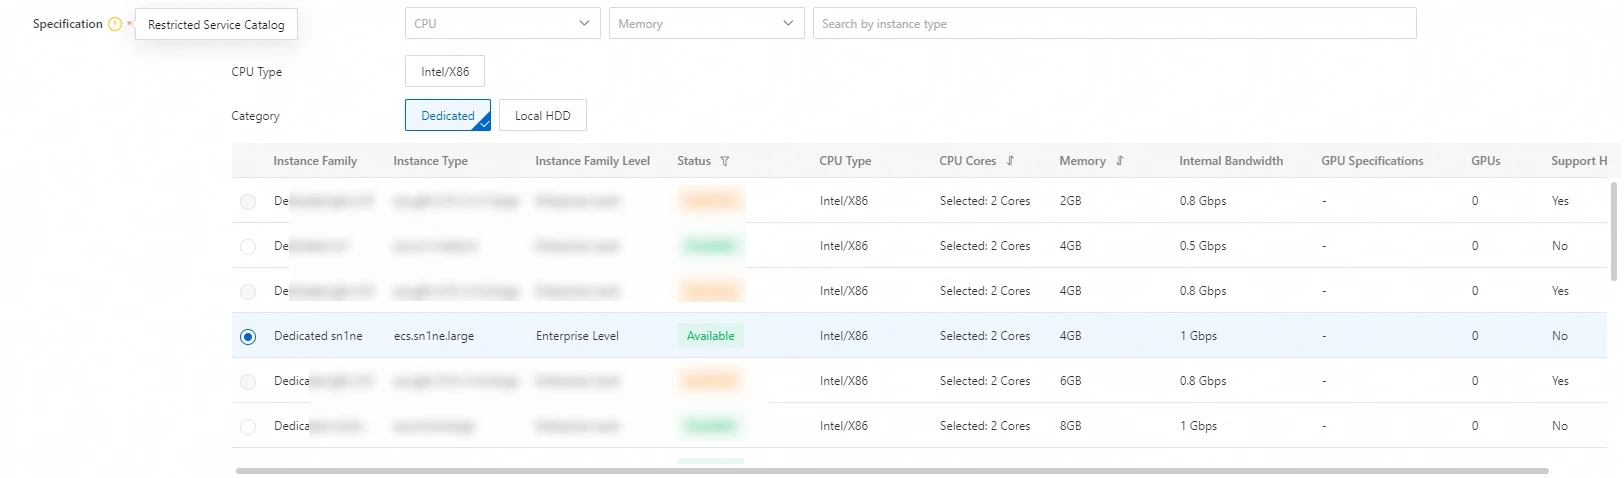 Specification * Restricted Service Catalog CPU Memory Search by instance type
CPU Type Intel/X86
Category Dedicated Local HDD
Instance Family Instance Type Instance Family Level Status CPU Type CPU Cores Memory Internal Bandwidth GPU Specifications GPUs Support H
De Intel/X86 Selected: 2 Cores 2GB 0.8 Gbps - 0 Yes
De Intel/X86 Selected: 2 Cores 4GB 0.5 Gbps - 0 No
De Intel/X86 Selected: 2 Cores 4GB 0.8 Gbps - 0 Yes
Dedicated sn1ne ecs.sn1ne.large Enterprise Level Available Intel/X86 Selected: 2 Cores 4GB 1 Gbps - 0 No
Dedica Intel/X86 Selected: 2 Cores 6GB 0.8 Gbps - 0 Yes
Dedica Intel/X86 Selected: 2 Cores 8GB 1 Gbps - 0 No